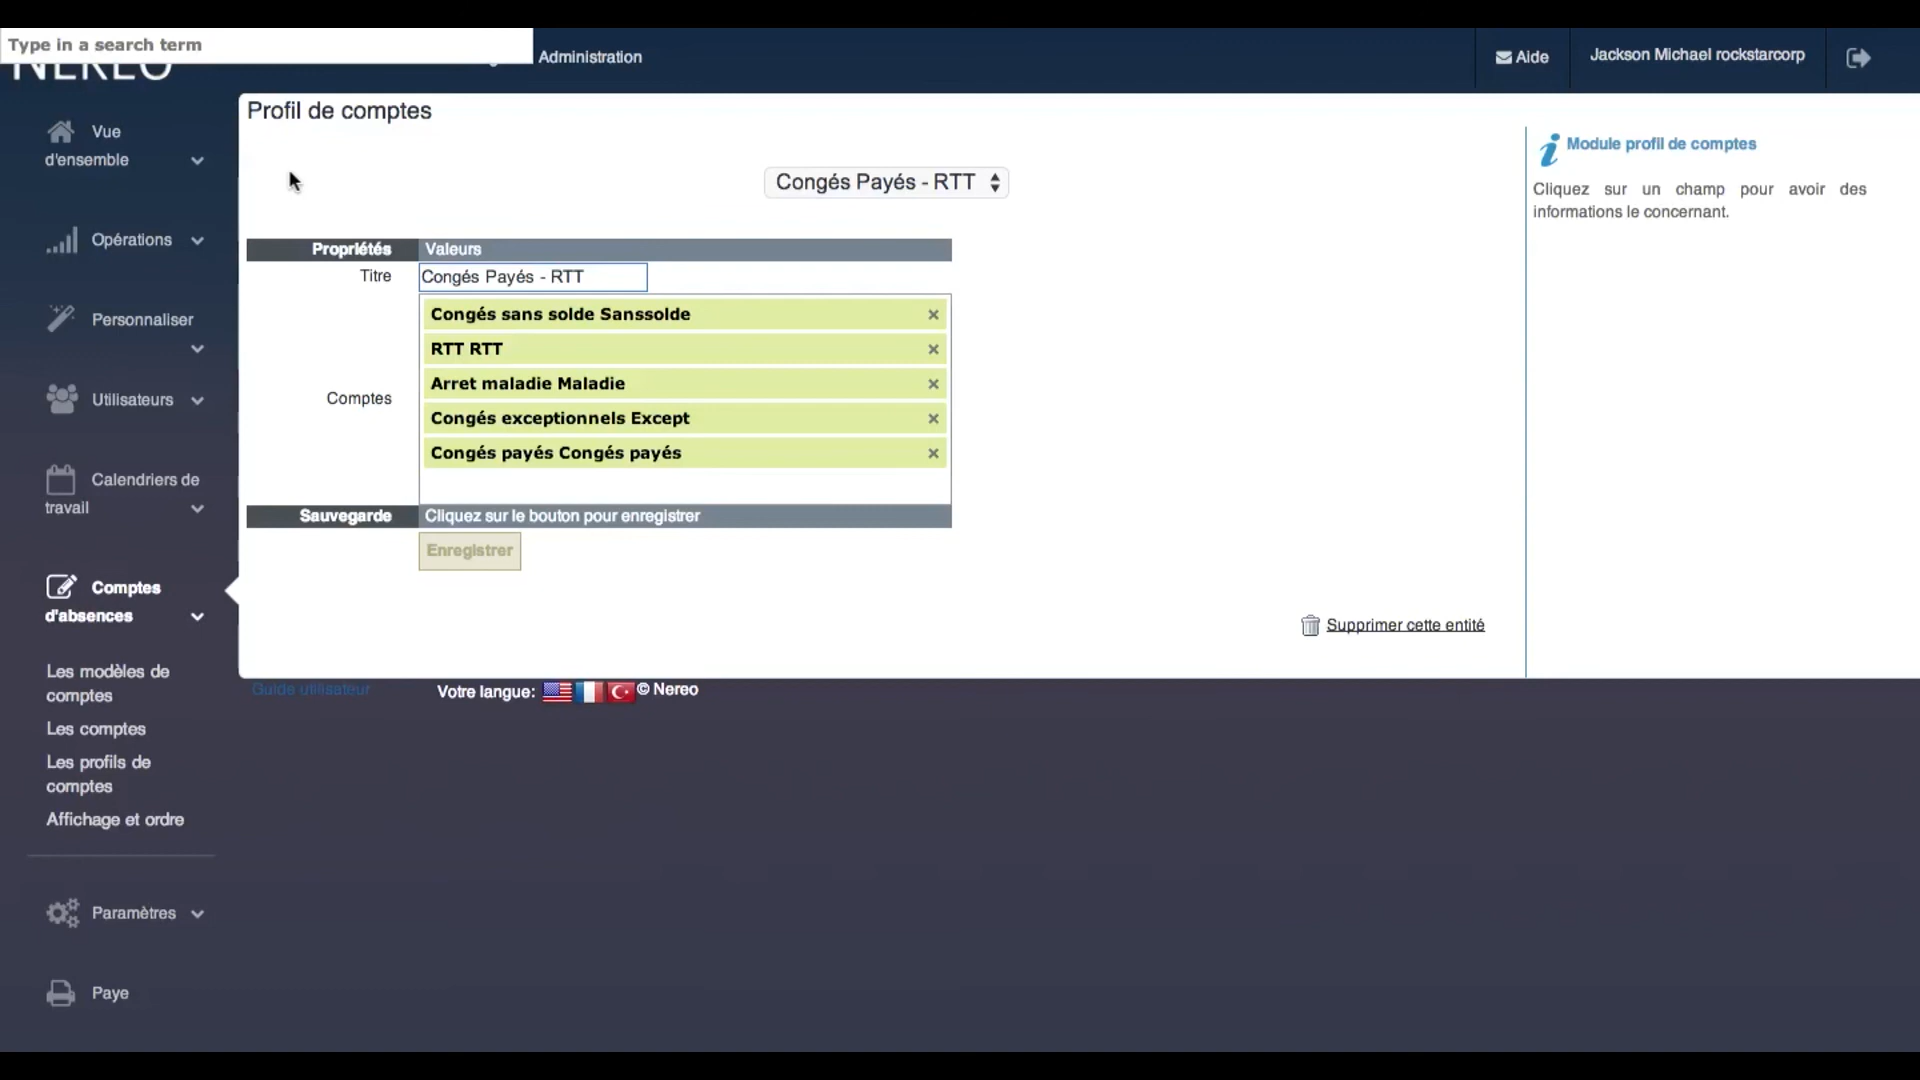 Type in a search term
NEREO
Administration
Aide
Jackson Michael rockstarcorp
Vue
d'ensemble
Opérations
Personnaliser
Utilisateurs
Calendriers de
travail
Comptes
d'absences
Les modèles de
comptes
Les comptes
Les profils de
comptes
Affichage et ordre
Paramètres
Paye
Profil de comptes
Congés Payés - RTT
Propriétés Valeurs
Titre Congés Payés - RTT
Comptes
Congés sans solde Sanssolde ×
RTT RTT ×
Arret maladie Maladie ×
Congés exceptionnels Except ×
Congés payés Congés payés ×
Sauvegarde Cliquez sur le bouton pour enregistrer
Enregistrer
Supprimer cette entité
Module profil de comptes
Cliquez sur un champ pour avoir des
informations le concernant.
Guide utilisateur
Votre langue: © Nereo